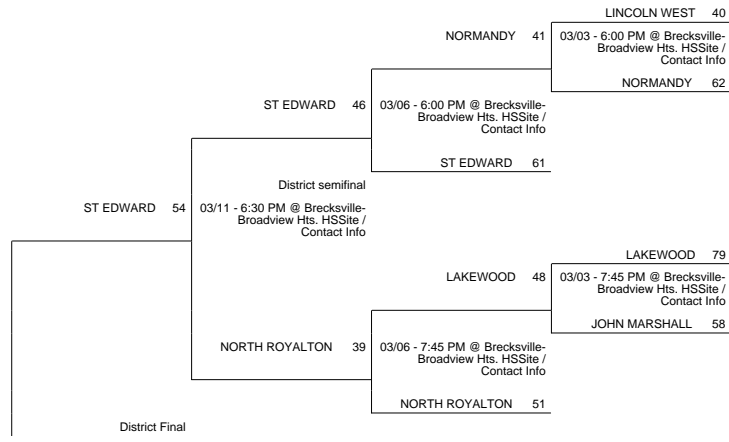 LINCOLN WEST 40
NORMANDY 41
03/03 - 6:00 PM @ Brecksville-
Broadview Hts. HSSite /
Contact Info
NORMANDY 62
ST EDWARD 46
03/06 - 6:00 PM @ Brecksville-
Broadview Hts. HSSite /
Contact Info
ST EDWARD 61
District semifinal
ST EDWARD 54
03/11 - 6:30 PM @ Brecksville-
Broadview Hts. HSSite /
Contact Info
LAKEWOOD 79
LAKEWOOD 48
03/03 - 7:45 PM @ Brecksville-
Broadview Hts. HSSite /
Contact Info
JOHN MARSHALL 58
NORTH ROYALTON 39
03/06 - 7:45 PM @ Brecksville-
Broadview Hts. HSSite /
Contact Info
NORTH ROYALTON 51
District Final